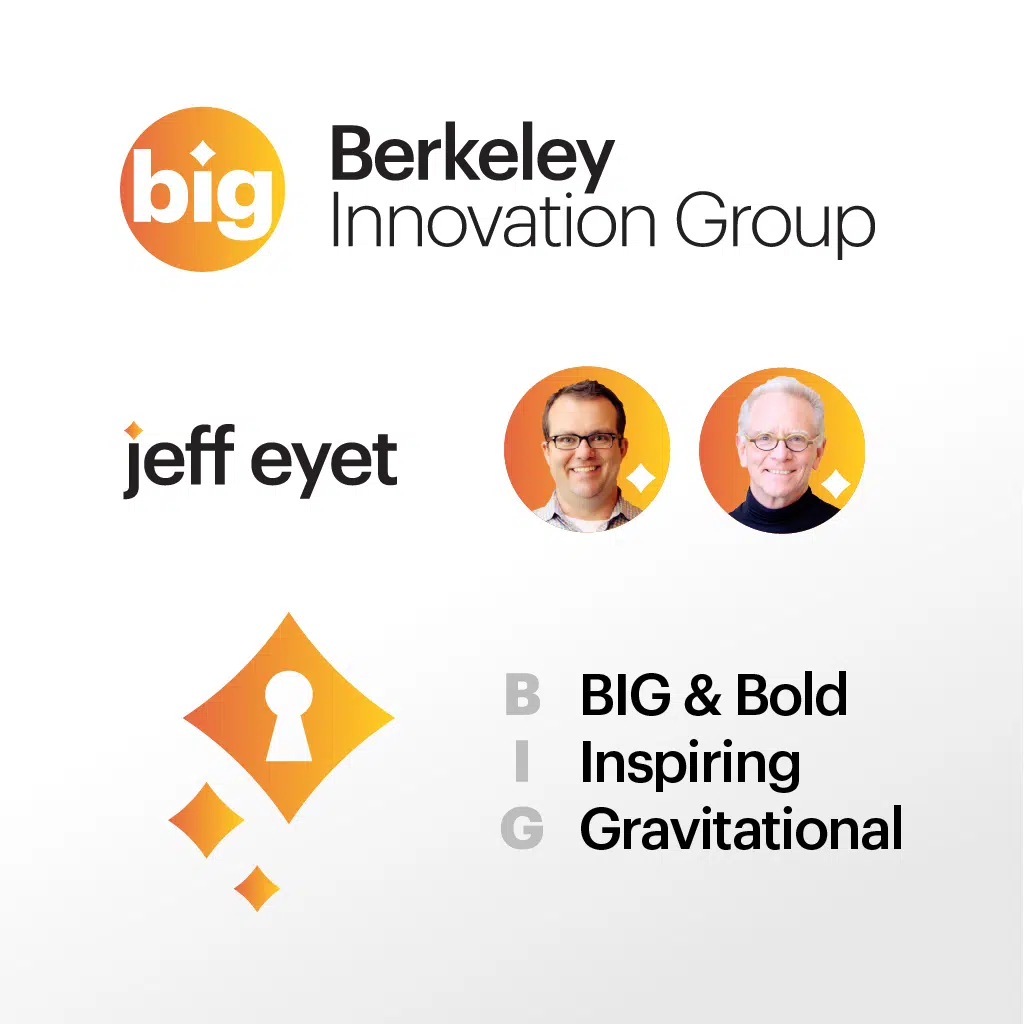 big
Berkeley
Innovation Group
jeff eyet
B BIG & Bold
I Inspiring
G Gravitational